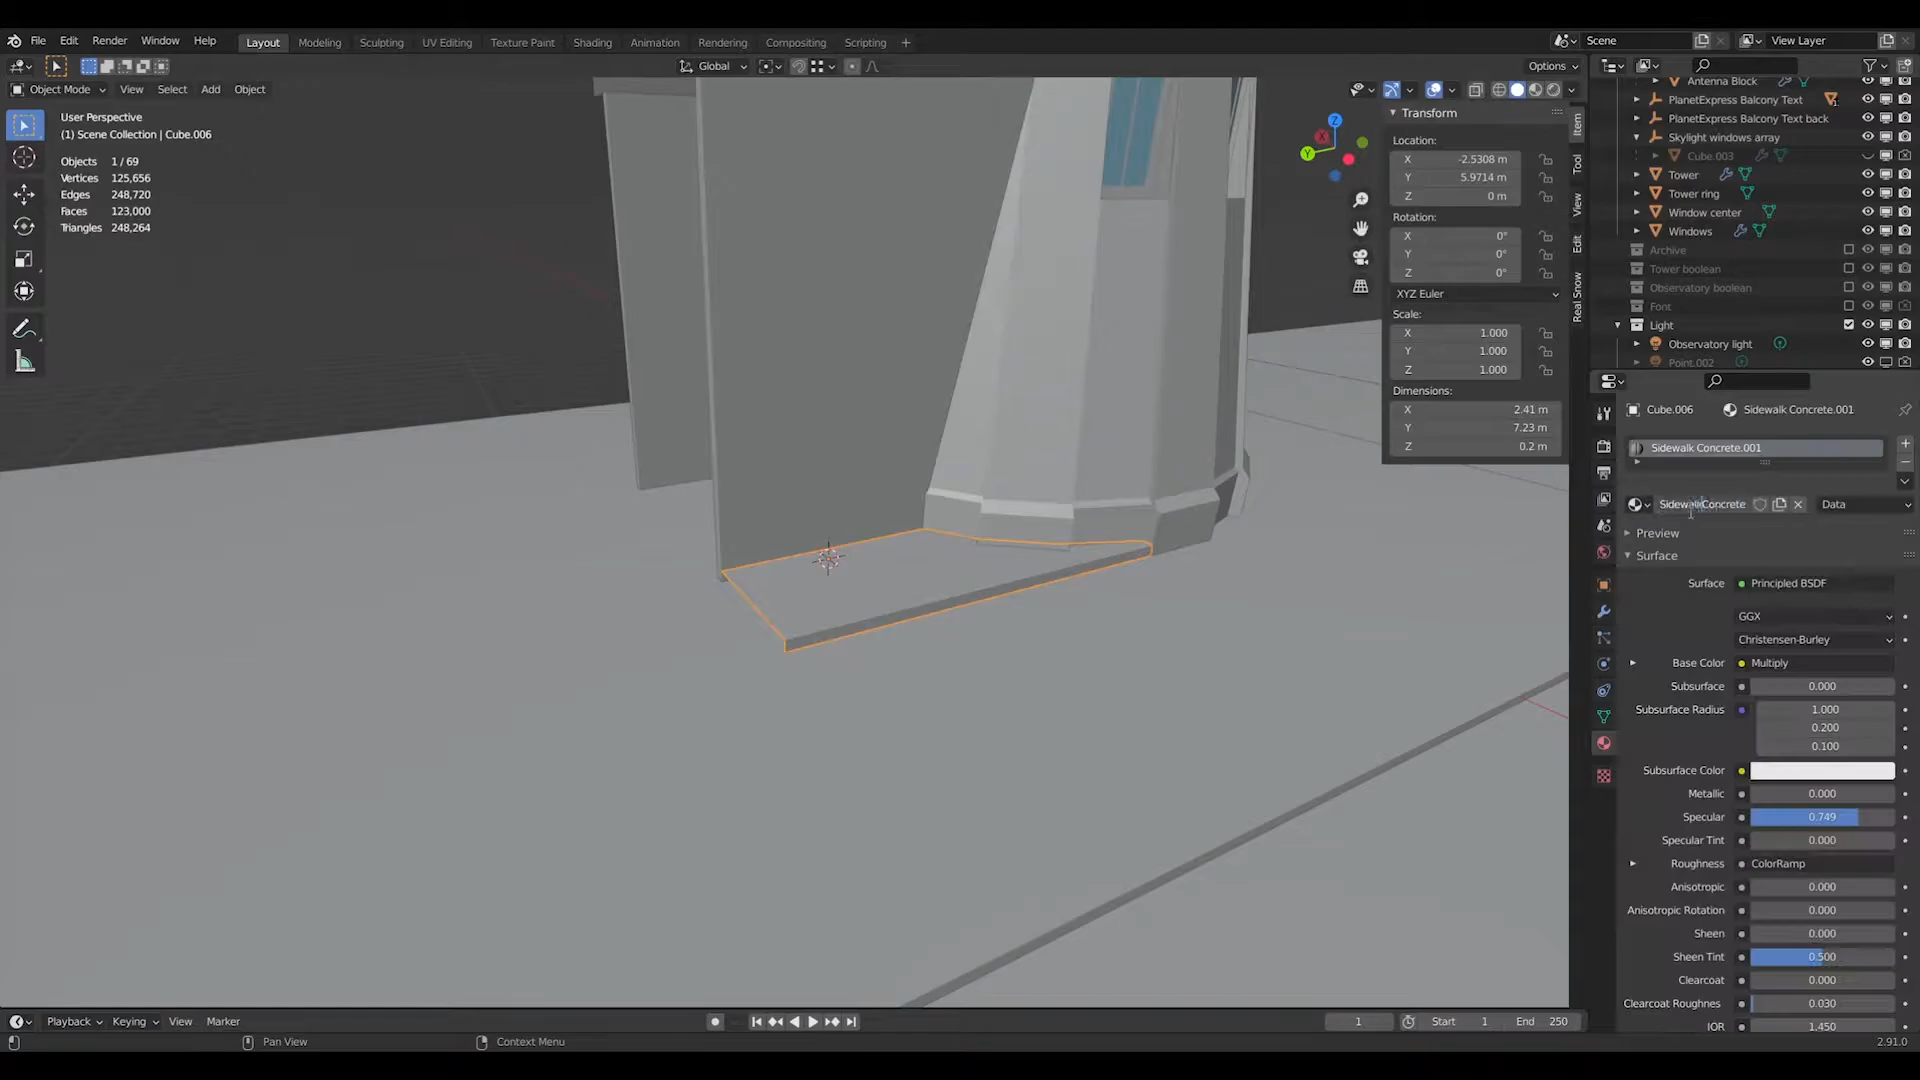 File Edit Render Window Help Layout Modeling Sculpting UV Editing Texture Paint Shading Animation Rendering Compositing Scripting + Scene View Layer
Global Options
Object Mode View Select Add Object
User Perspective
(1) Scene Collection | Cube.006
Objects 1 / 69
Vertices 125,656
Edges 248,720
Faces 123,000
Triangles 248,264
Z
X
Y
Transform
Location:
X -2.5308 m
Y 5.9714 m
Z 0 m
Rotation:
X 0°
Y 0°
Z 0°
XYZ Euler
Scale:
X 1.000
Y 1.000
Z 1.000
Dimensions:
X 2.41 m
Y 7.23 m
Z 0.2 m
Item
Tool
View
Edit
Real Snow
Antenna Block
PlanetExpress Balcony Text
PlanetExpress Balcony Text back
Skylight windows array
Cube.003
Tower
Tower ring
Window center
Windows
Archive
Tower boolean
Observatory boolean
Font
Light
Observatory light
Point.002
Cube.006 Sidewalk Concrete.001
Sidewalk Concrete.001
Sidewalk Concrete Data
Preview
Surface
Surface Principled BSDF
GGX
Christensen-Burley
Base Color Multiply
Subsurface 0.000
Subsurface Radius 1.000
0.200
0.100
Subsurface Color
Metallic 0.000
Specular 0.749
Specular Tint 0.000
Roughness ColorRamp
Anisotropic 0.000
Anisotropic Rotation 0.000
Sheen 0.000
Sheen Tint 0.500
Clearcoat 0.000
Clearcoat Roughnes 0.030
IOR 1.450
Playback Keying View Marker 1 Start 1 End 250
Pan View Context Menu 2.91.0